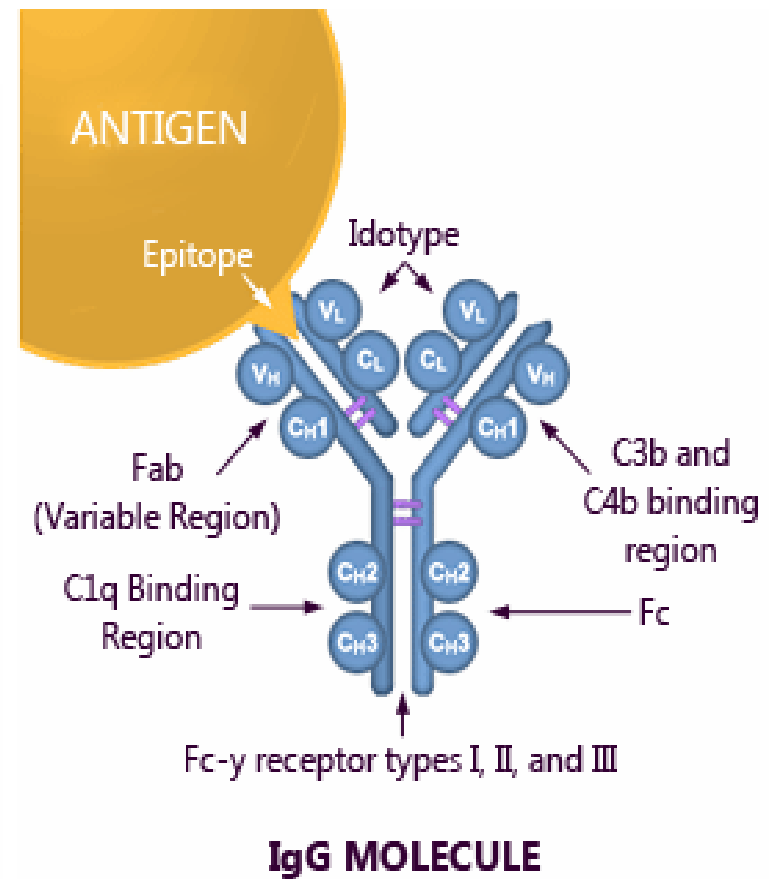 ANTIGEN
Idotype
Epitope
VL
VL
CL
CL
VH
VH
CH1
CH1
Fab
(Variable Region)
C3b and
C4b binding
region
CH2
CH2
C1q Binding
Region
Fc
CH3
CH3
Fc-y receptor types I, II, and III
IgG MOLECULE